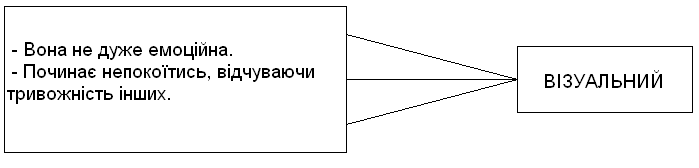 - Вона не дуже емоційна.
- Починає непокоїтись, відчуваючи
тривожність інших.
ВІЗУАЛЬНИЙ